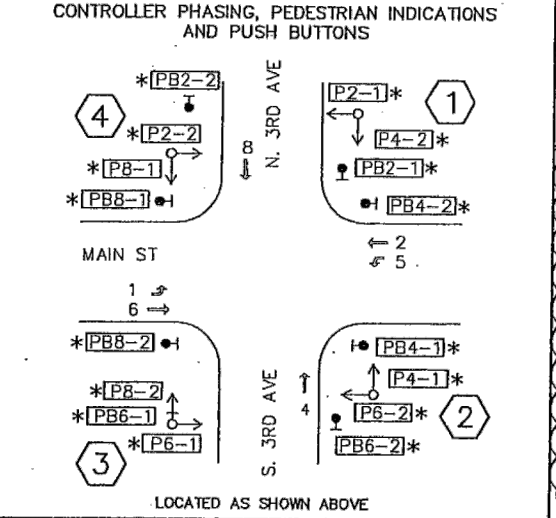 CONTROLLER PHASING, PEDESTRIAN INDICATIONS
AND PUSH BUTTONS
*PB2-2
4
*P2-2
*P8-1
*PB8-1
8
N. 3RD AVE
P2-1*
1
P4-2*
PB2-1*
PB4-2*
MAIN ST
2
5
1
6
*PB8-2
*P8-2
*PB6-1
*P6-1
3
S. 3RD AVE
4
PB4-1*
P4-1*
P6-2*
2
PB6-2*
LOCATED AS SHOWN ABOVE